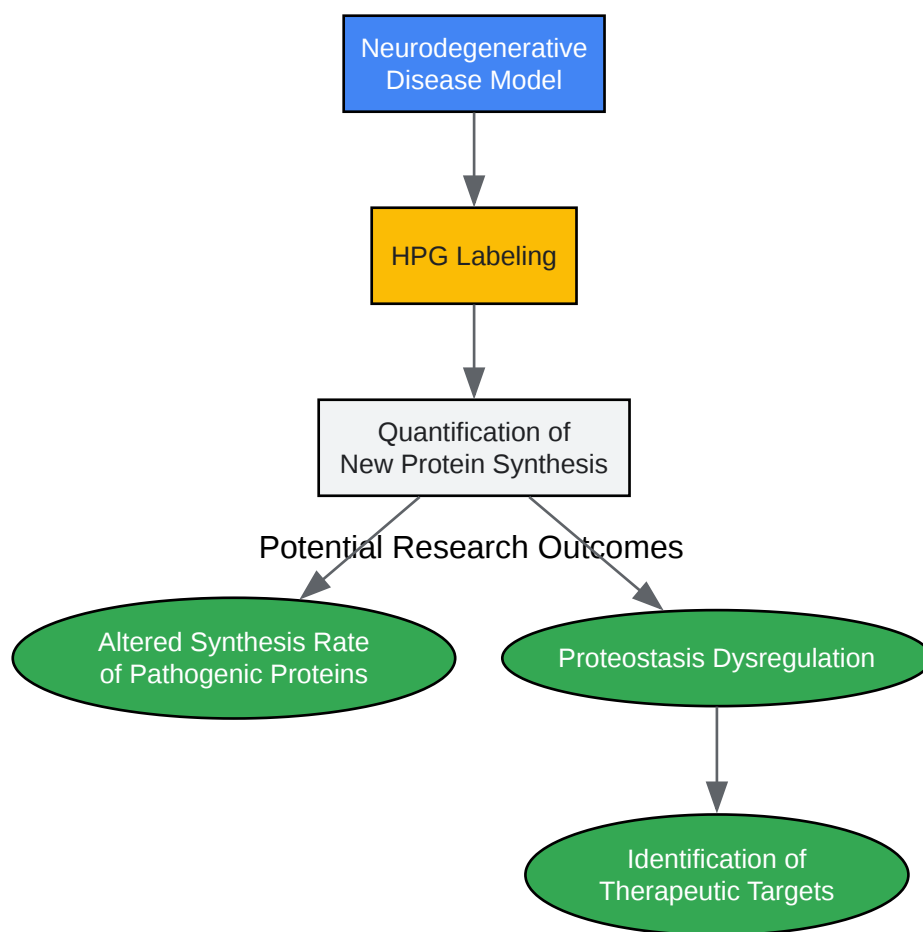 Neurodegenerative
Disease Model
HPG Labeling
Quantification of
New Protein Synthesis
Potential Research Outcomes
Altered Synthesis Rate
of Pathogenic Proteins
Proteostasis Dysregulation
Identification of
Therapeutic Targets